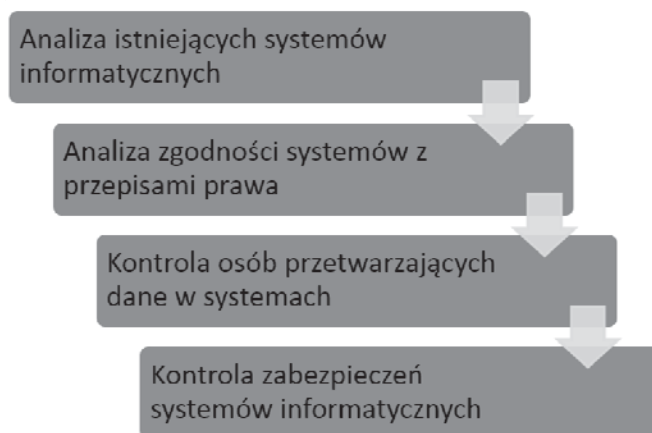 Analiza istniejących systemów
informatycznych
Analiza zgodności systemów z
przepisami prawa
Kontrola osób przetwarzających
dane w systemach
Kontrola zabezpieczeń
systemów informatycznych